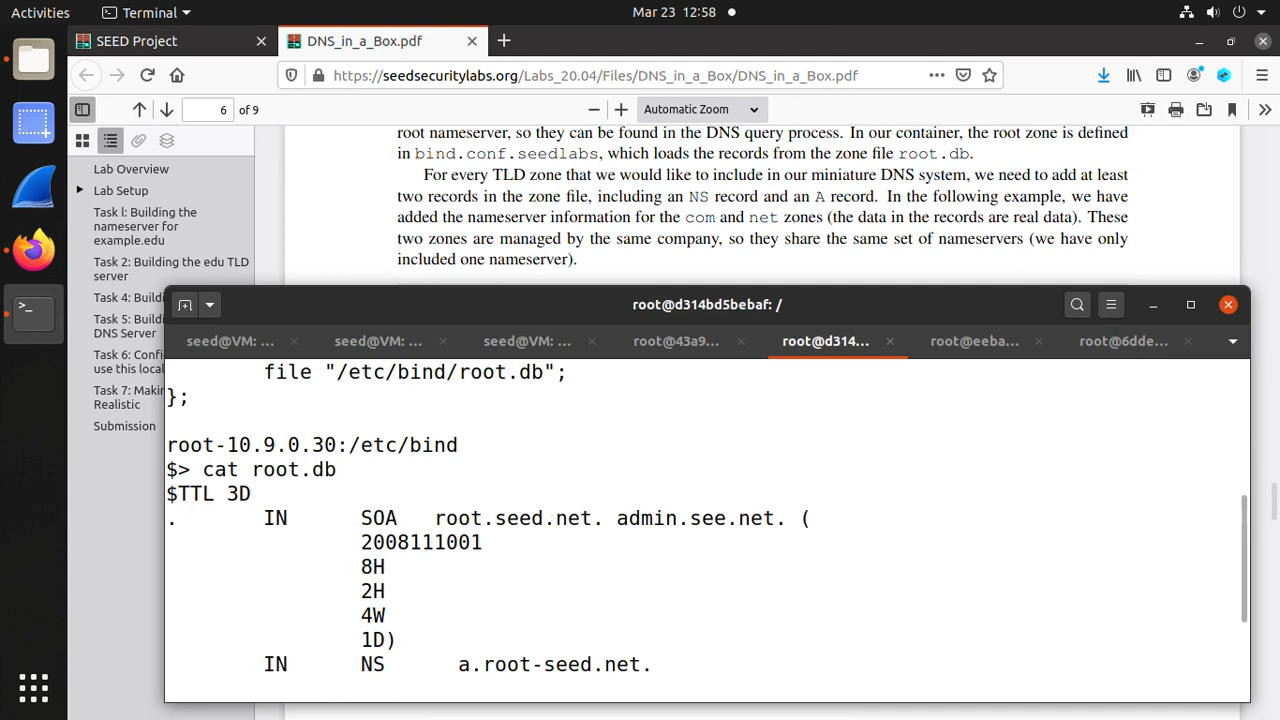 Activities
Terminal
Mar 23 12:58
SEED Project
DNS_in_a_Box.pdf
https://seedsecuritylabs.org/Labs_20.04/Files/DNS_in_a_Box/DNS_in_a_Box.pdf
6 of 9
Automatic Zoom
Lab Overview
Lab Setup
Task l: Building the
nameserver for
example.edu
Task 2: Building the edu TLD
server
Task 4: Buildi
Task 5: Buildin
DNS Server
Task 6: Confi
use this local
Task 7: Makin
Realistic
Submission
root nameserver, so they can be found in the DNS query process. In our container, the root zone is defined
in bind.conf.seedlabs, which loads the records from the zone file root.db.
For every TLD zone that we would like to include in our miniature DNS system, we need to add at least
two records in the zone file, including an NS record and an A record. In the following example, we have
added the nameserver information for the com and net zones (the data in the records are real data). These
two zones are managed by the same company, so they share the same set of nameservers (we have only
included one nameserver).
root@d314bd5bebaf: /
seed@VM: ...
seed@VM: ...
seed@VM: ...
root@43a9...
root@d314...
root@eeba...
root@6dde...
file "/etc/bind/root.db";
};
root-10.9.0.30:/etc/bind
$> cat root.db
$TTL 3D
. IN SOA root.seed.net. admin.see.net. (
2008111001
8H
2H
4W
1D)
IN NS a.root-seed.net.